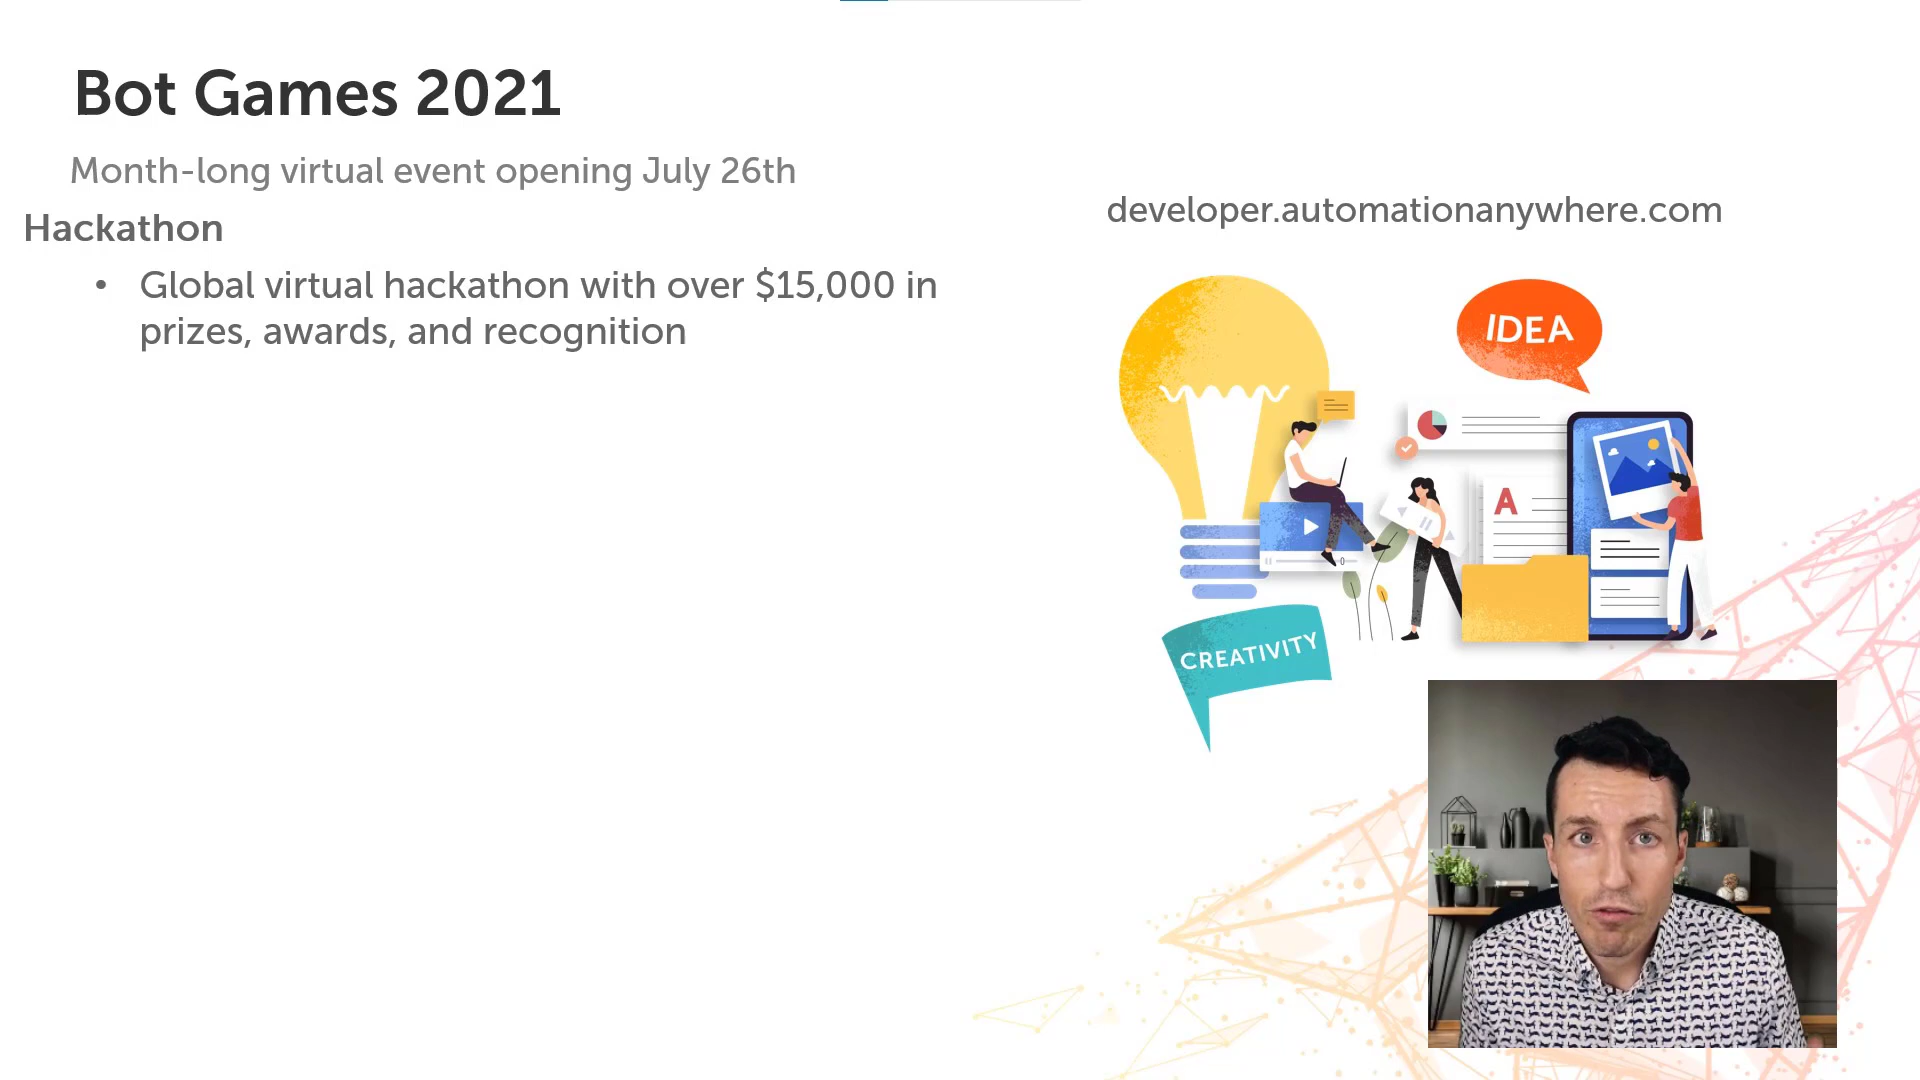 Bot Games 2021
Month-long virtual event opening July 26th
Hackathon
• Global virtual hackathon with over $15,000 in
prizes, awards, and recognition
developer.automationanywhere.com
IDEA
A
CREATIVITY